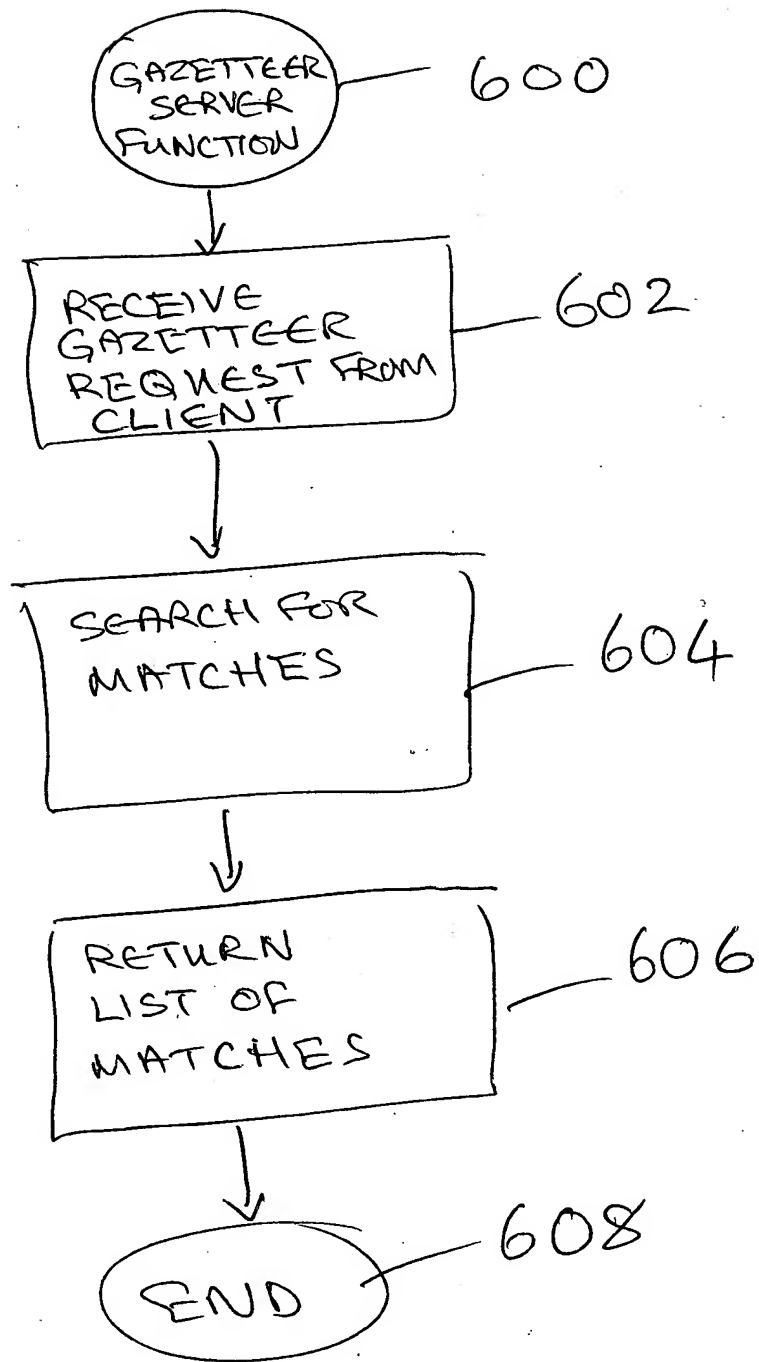 GAZETTEER
SERVER
FUNCTION
600
RECEIVE
GAZETTEER
REQUEST FROM
CLIENT
602
SEARCH FOR
MATCHES
604
RETURN
LIST OF
MATCHES
606
END
608